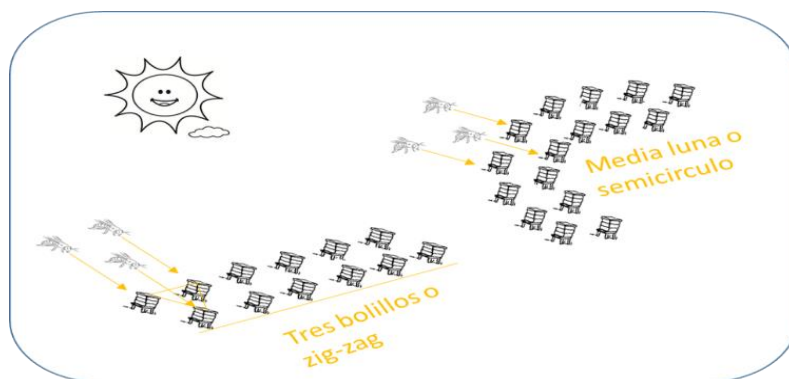 Media luna o
semicirculo
Tres bolillos o
zig-zag